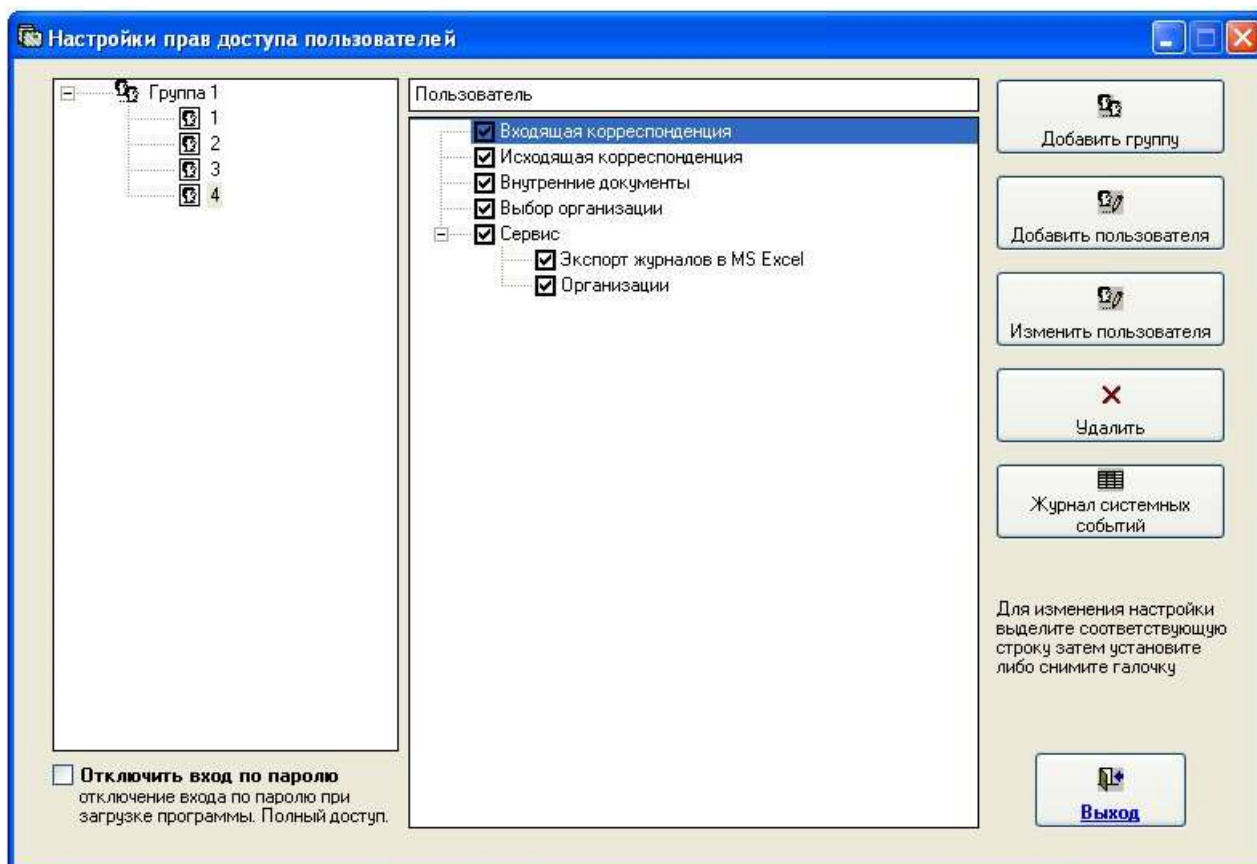 Настройки прав доступа пользователей
Группа 1
1
2
3
4
Отключить вход по паролю
отключение входа по паролю при
загрузке программы. Полный доступ.
Пользователь
Входящая корреспонденция
Исходящая корреспонденция
Внутренние документы
Выбор организации
Сервис
Экспорт журналов в MS Excel
Организации
Добавить группу
Добавить пользователя
Изменить пользователя
Удалить
Журнал системных
событий
Для изменения настройки
выделите соответствующую
строку затем установите
либо снимите галочку
Выход